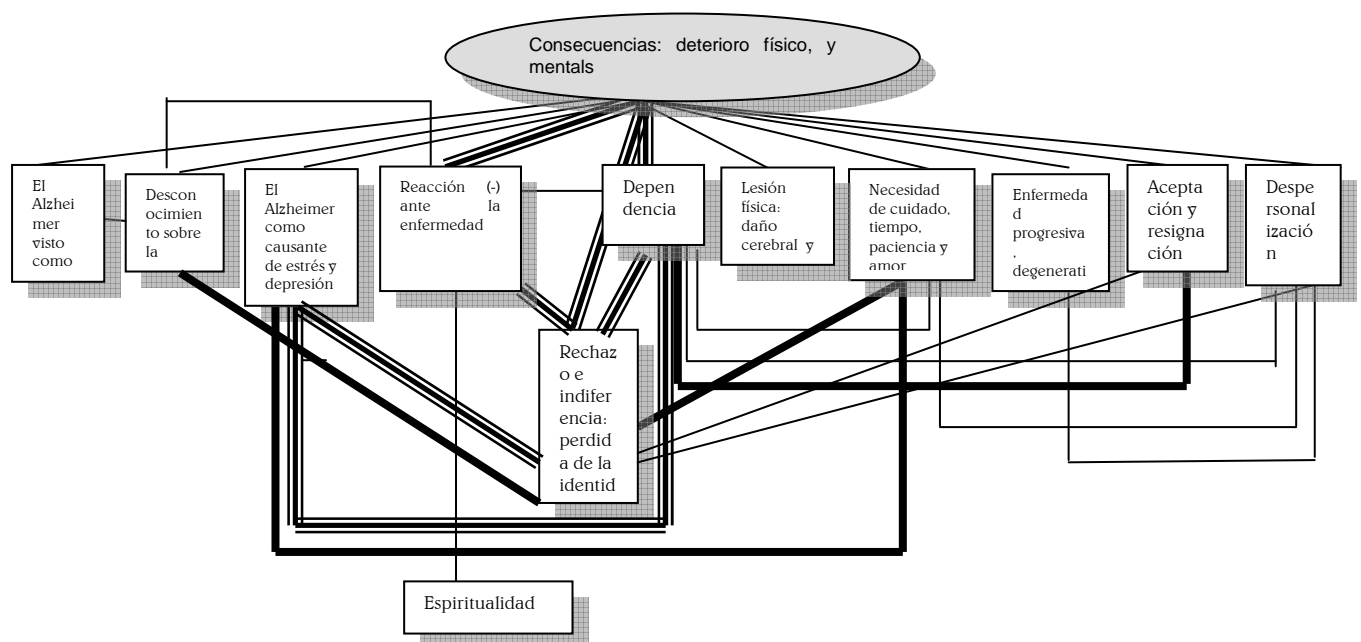 Consecuencias: deterioro físico, y
mentals
El
Alzhei
mer
visto
como
Descon
ocimien
to sobre
la
El
Alzheimer
como
causante
de estrés y
depresión
Reacción (-)
ante la
enfermedad
Depen
dencia
Lesión
física:
daño
cerebral y
Necesidad
de cuidado,
tiempo,
paciencia y
amor
Enfermeda
d
progresiva
,
degenerati
Acepta
ción y
resigna
ción
Despe
rsonal
izació
n
Rechaz
o e
indifer
encia:
perdid
a de la
identid
Espiritualidad